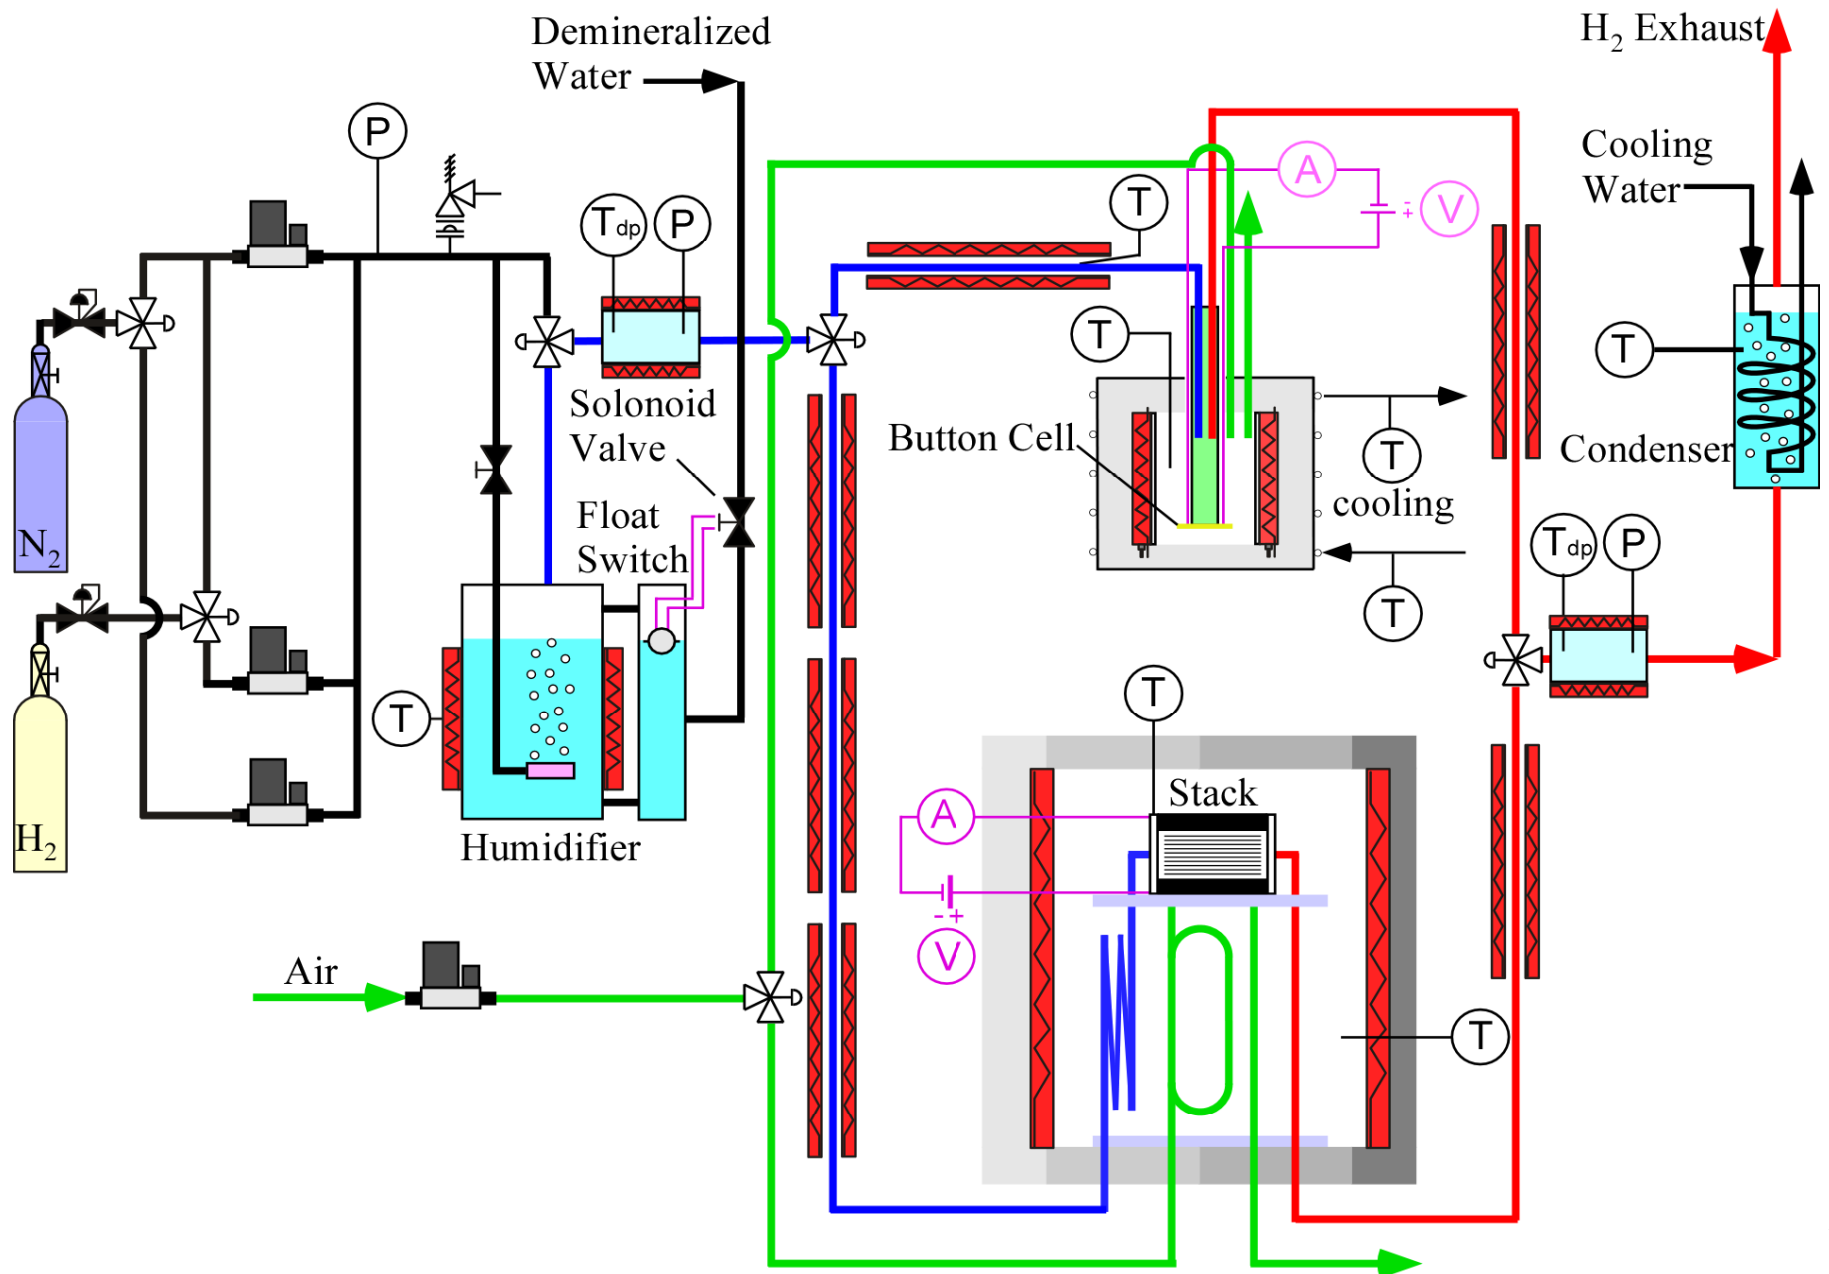 Demineralized
Water
H2 Exhaust
P
Cooling
Water
A
V
T
Tdp
P
T
T
Solonoid
Valve
Button Cell
T
cooling
Condenser
N2
Float
Switch
Tdp
P
T
T
T
Stack
A
H2
Humidifier
- +
V
Air
T
- +